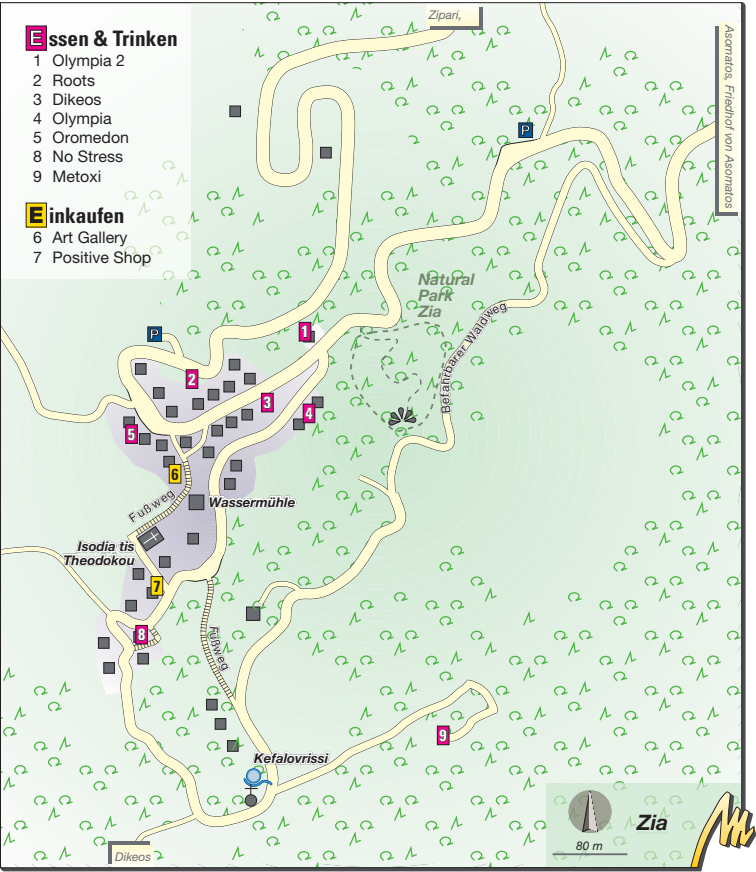 Zipari,
Essen & Trinken
1 Olympia 2
2 Roots
3 Dikeos
4 Olympia
5 Oromedon
8 No Stress
9 Metoxi
Einkaufen
6 Art Gallery
7 Positive Shop
Asomatos, Friedhof von Asomatos
P
Natural
Park
Zia
Befahrbarer Waldweg
P
1
2
3
4
5
6
Fußweg
Wassermühle
Isodia tis
Theodokou
7
8
Fußweg
9
Kefalovrissi
Zia
80 m
Dikeos